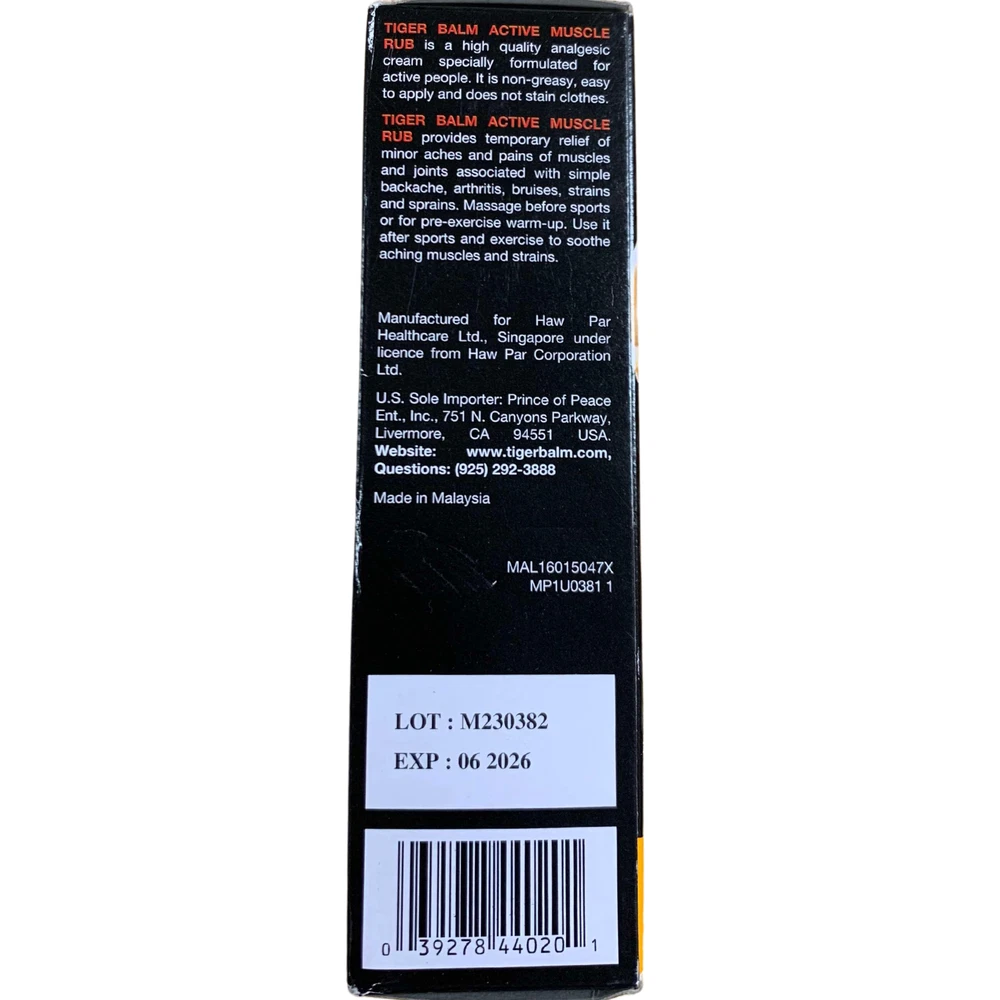 TIGER BALM ACTIVE MUSCLE
RUB is a high quality analgesic
cream specially formulated for
active people. It is non-greasy, easy
to apply and does not stain clothes.
TIGER BALM ACTIVE MUSCLE
RUB provides temporary relief of
minor aches and pains of muscles
and joints associated with simple
backache, arthritis, bruises, strains
and sprains. Massage before sports
or for pre-exercise warm-up. Use it
after sports and exercise to soothe
aching muscles and strains.
Manufactured for Haw Par
Healthcare Ltd., Singapore under
licence from Haw Par Corporation
Ltd.
U.S. Sole Importer: Prince of Peace
Ent., Inc., 751 N. Canyons Parkway,
Livermore, CA 94551 USA.
Website: www.tigerbalm.com,
Questions: (925) 292-3888
Made in Malaysia
MAL16015047X
MP1U0381 1
LOT : M230382
EXP : 06 2026
0 39278 44020 1